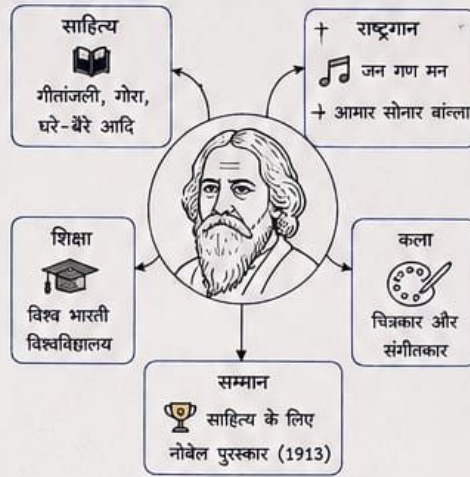 साहित्य
गीतांजली, गोरा,
घरे-बैरे आदि
राष्ट्रगान
जन गण मन
आमार सोनार बांग्ला
शिक्षा
विश्व भारती
विश्वविद्यालय
कला
चित्रकार और
संगीतकार
सम्मान
साहित्य के लिए
नोबेल पुरस्कार (1913)